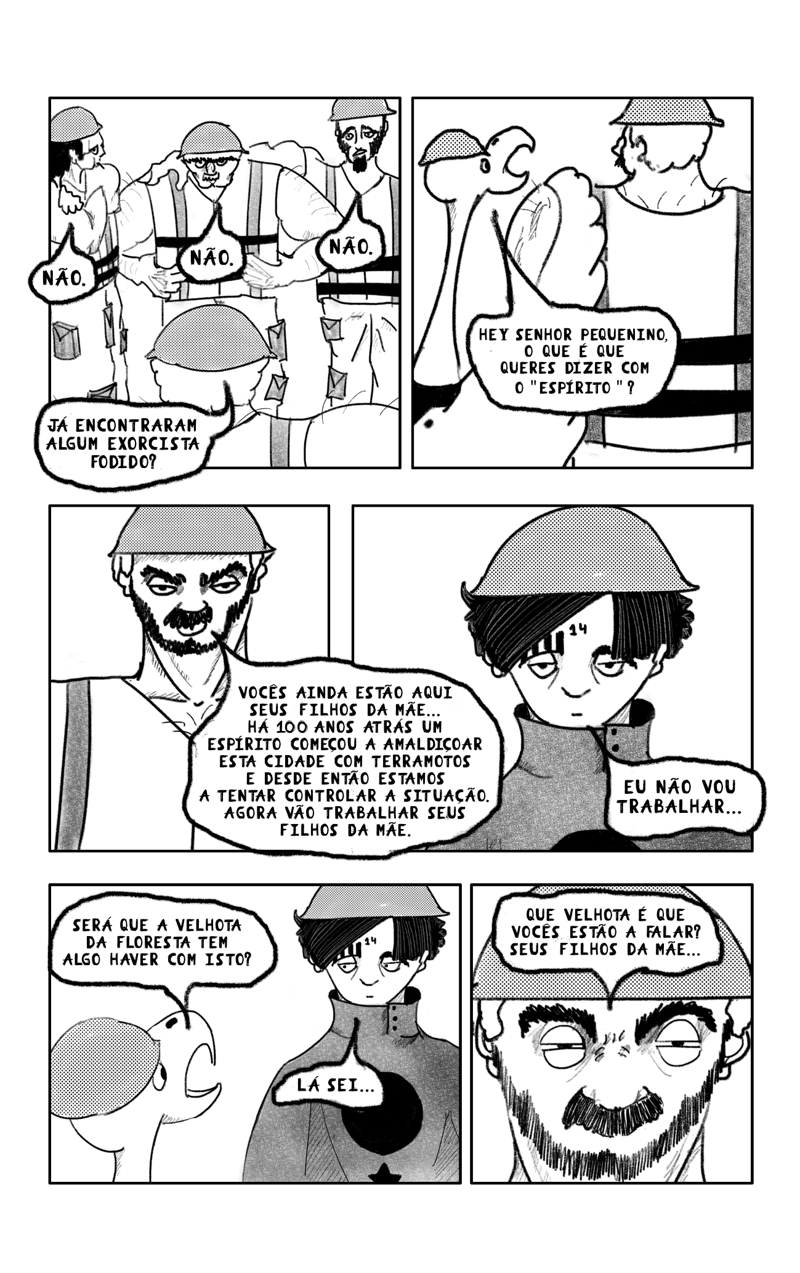 JÁ ENCONTRARAM
ALGUM EXORCISTA
FODIDO?
NÃO.
NÃO.
NÃO.
HEY SENHOR PEQUENINO,
O QUE É QUE
QUERES DIZER COM
O "ESPÍRITO"?
VOCÊS AINDA ESTÃO AQUI
SEUS FILHOS DA MÃE...
HÁ 100 ANOS ATRÁS UM
ESPÍRITO COMEÇOU A AMALDIÇOAR
ESTA CIDADE COM TERRAMOTOS
E DESDE ENTÃO ESTAMOS
A TENTAR CONTROLAR A SITUAÇÃO.
AGORA VÃO TRABALHAR SEUS
FILHOS DA MÃE.
14
EU NÃO VOU
TRABALHAR...
SERÁ QUE A VELHOTA
DA FLORESTA TEM
ALGO HAVER COM ISTO?
14
LÁ SEI...
QUE VELHOTA É QUE
VOCÊS ESTÃO A FALAR?
SEUS FILHOS DA MÃE...